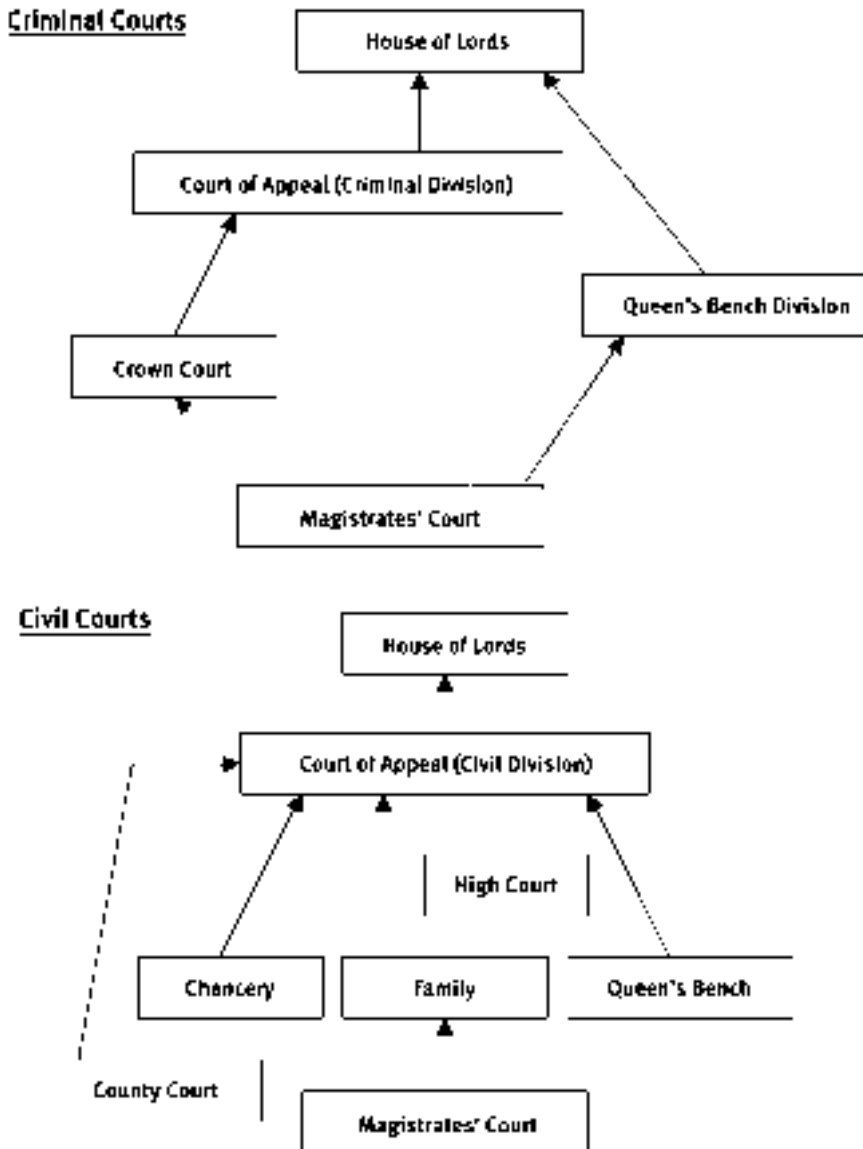 Criminal Courts
House of Lords
Court of Appeal (Criminal Division)
Queen's Bench Division
Crown Court
Magistrates' Court
Civil Courts
House of Lords
Court of Appeal (Civil Division)
High Court
Chancery
Family
Queen's Bench
County Court
Magistrates' Court